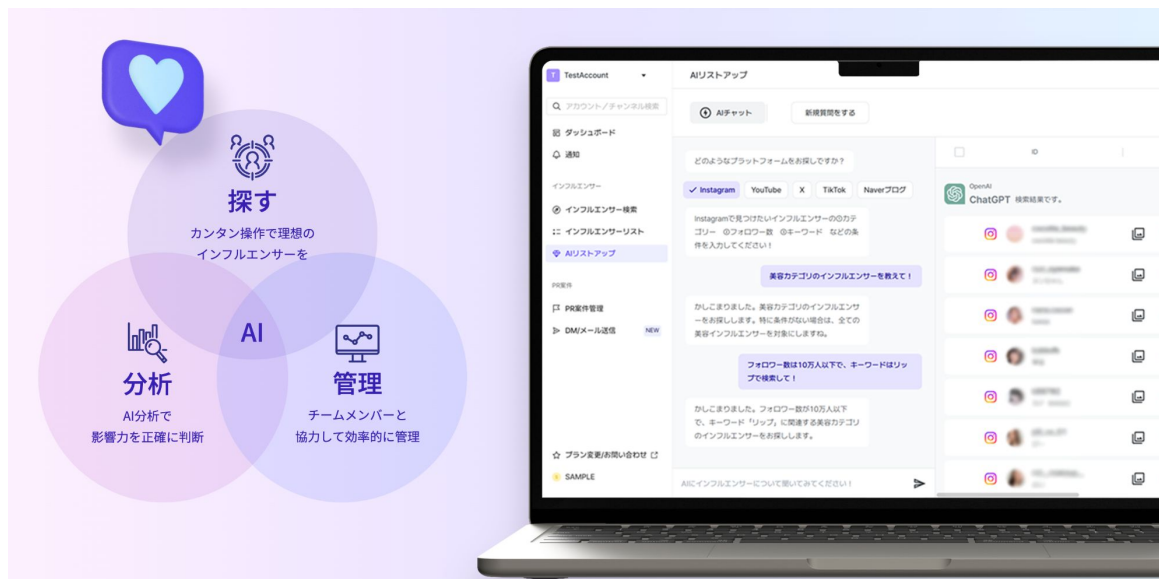 探す
カンタン操作で理想の
インフルエンサーを
AI
分析
AI分析で
影響力を正確に判断
管理
チームメンバーと
協力して効率的に管理
T TestAccount
アカウント/チャンネル検索
ダッシュボード
通知
インフルエンサー
インフルエンサー検索
インフルエンサーリスト
AIリストアップ
PR案件
PR案件管理
DM/メール送信 NEW
プラン変更/お問い合わせ
SAMPLE
AIリストアップ
AIチャット 新規質問をする
どのようなプラットフォームをお探しですか?
Instagram YouTube X TikTok Naverブログ
Instagramで見つけたいインフルエンサーの①カテ
ゴリー ②フォロワー数 ③キーワード などの条
件を入力してください!
美容カテゴリのインフルエンサーを教えて!
かしこまりました。美容カテゴリのインフルエンサ
ーをお探しします。特に条件がない場合は、全ての
美容インフルエンサーを対象にしますね。
フォロワー数は10万人以下で、キーワードはリッ
プで検索して!
かしこまりました。フォロワー数が10万人以下
で、キーワード「リップ」に関連する美容カテゴリ
のインフルエンサーをお探しします。
AIにインフルエンサーについて聞いてみてください!
ID
OpenAI
ChatGPT 検索結果です。